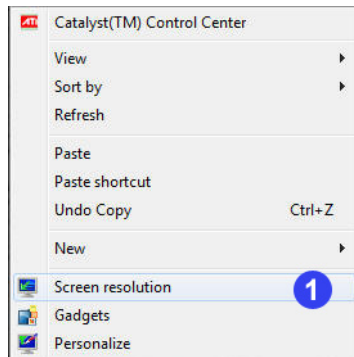 ATI Catalyst(TM) Control Center
View
Sort by
Refresh
Paste
Paste shortcut
Undo Copy Ctrl+Z
New
Screen resolution 1
Gadgets
Personalize